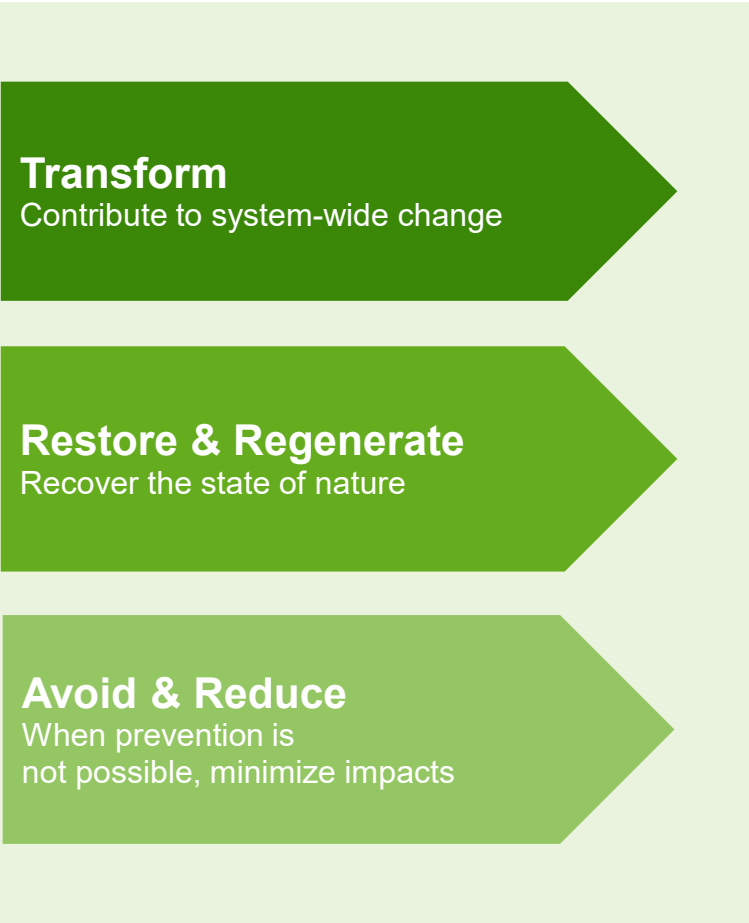 Transform
Contribute to system-wide change
Restore & Regenerate
Recover the state of nature
Avoid & Reduce
When prevention is
not possible, minimize impacts